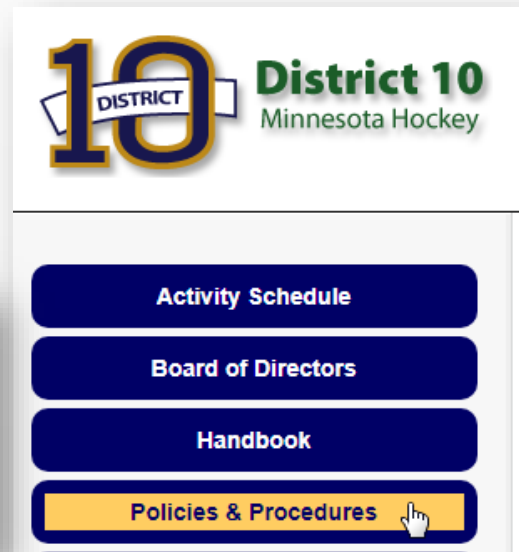 10
DISTRICT
District 10
Minnesota Hockey
Activity Schedule
Board of Directors
Handbook
Policies & Procedures